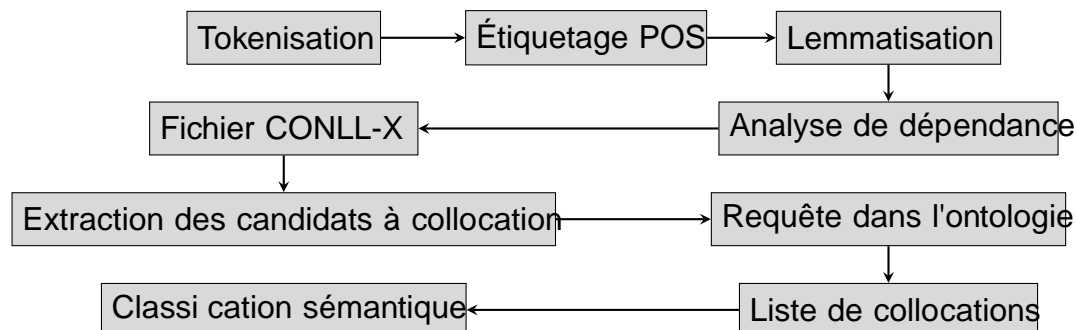 Tokenisation
Étiquetage POS
Lemmatisation
Analyse de dépendance
Fichier CONLL-X
Extraction des candidats à collocation
Requête dans l'ontologie
Liste de collocations
Classi cation sémantique